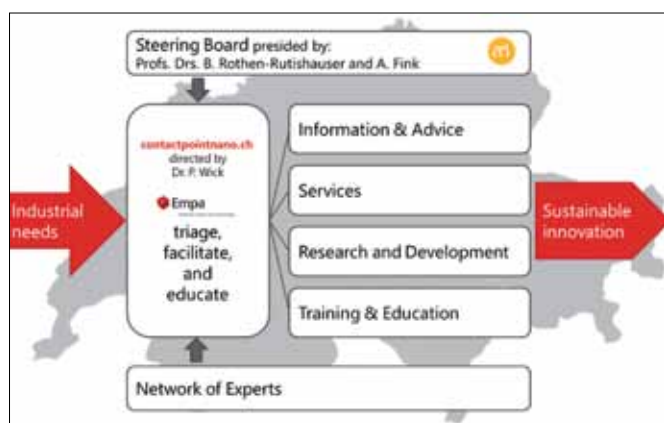 Steering Board presided by:
Profs. Drs. B. Rothen-Rutishauser and A. Fink
contactpointnano.ch
directed by
Dr. P. Wick
Empa
triage,
facilitate,
and
educate
Industrial
needs
Information & Advice
Services
Research and Development
Training & Education
Sustainable
innovation
Network of Experts